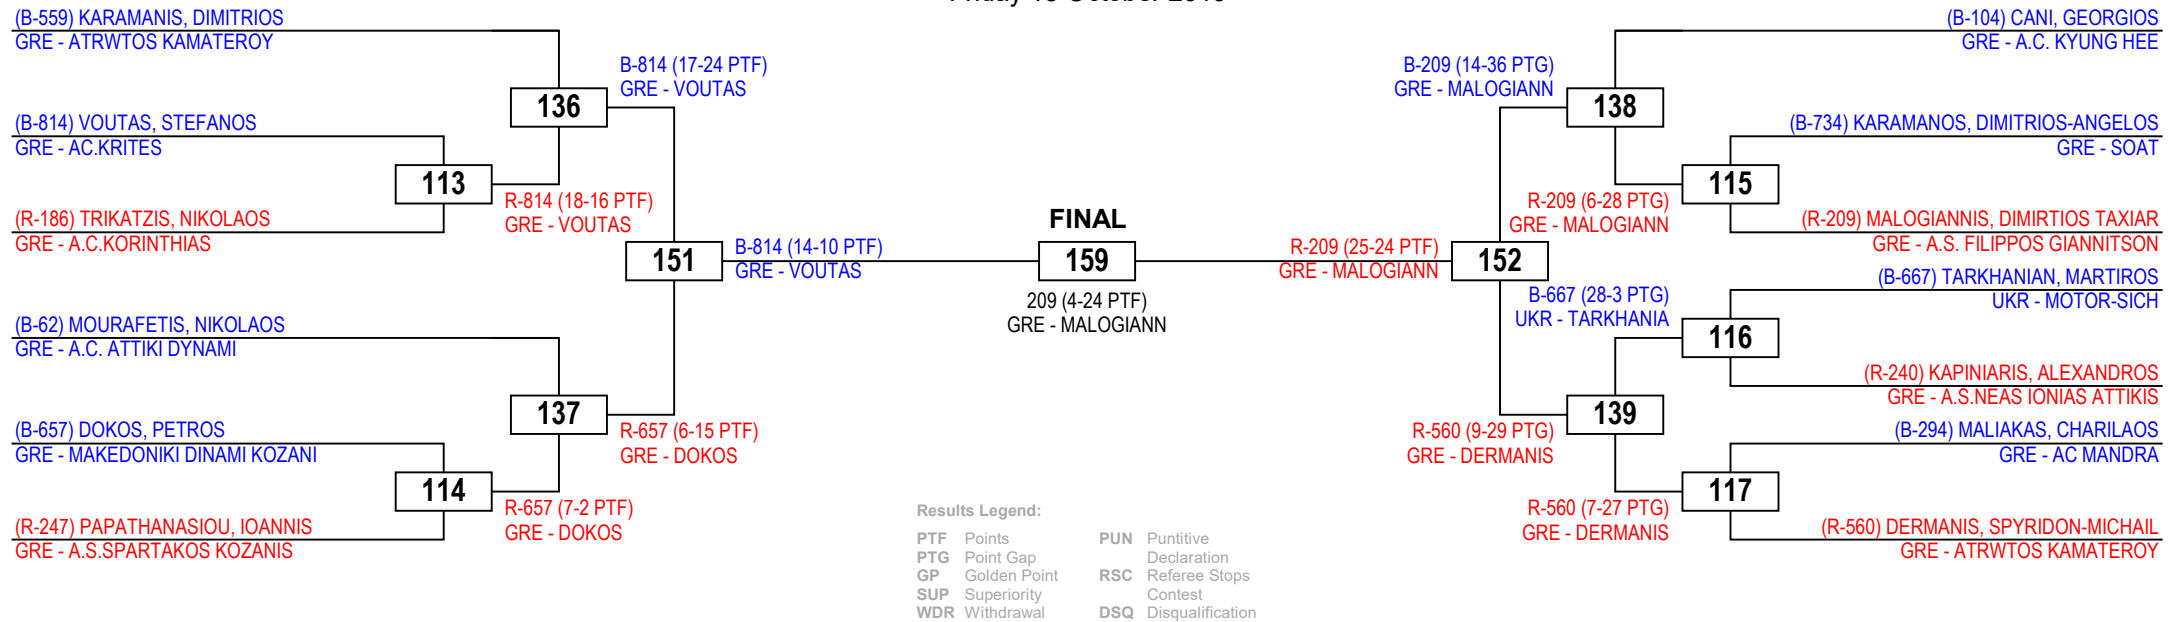 (B-559) KARAMANIS, DIMITRIOS
GRE - ATRWTOS KAMATEROY
(B-814) VOUTAS, STEFANOS
GRE - AC.KRITES
(R-186) TRIKATZIS, NIKOLAOS
GRE - A.C.KORINTHIAS
(B-62) MOURAFETIS, NIKOLAOS
GRE - A.C. ATTIKI DYNAMI
(B-657) DOKOS, PETROS
GRE - MAKEDONIKI DINAMI KOZANI
(R-247) PAPATHANASIOU, IOANNIS
GRE - A.S.SPARTAKOS KOZANIS
113
114
R-814 (18-16 PTF)
GRE - VOUTAS
R-657 (7-2 PTF)
GRE - DOKOS
136
137
B-814 (17-24 PTF)
GRE - VOUTAS
R-657 (6-15 PTF)
GRE - DOKOS
151
B-814 (14-10 PTF)
GRE - VOUTAS
FINAL
159
209 (4-24 PTF)
GRE - MALOGIANN
R-209 (25-24 PTF)
GRE - MALOGIANN
152
B-209 (14-36 PTG)
GRE - MALOGIANN
R-560 (9-29 PTG)
GRE - DERMANIS
138
139
R-209 (6-28 PTG)
GRE - MALOGIANN
B-667 (28-3 PTG)
UKR - TARKHANIA
R-560 (7-27 PTG)
GRE - DERMANIS
115
116
117
(B-104) CANI, GEORGIOS
GRE - A.C. KYUNG HEE
(B-734) KARAMANOS, DIMITRIOS-ANGELOS
GRE - SOAT
(R-209) MALOGIANNIS, DIMIRTIOS TAXIAR
GRE - A.S. FILIPPOS GIANNITSON
(B-667) TARKHANIAN, MARTIROS
UKR - MOTOR-SICH
(R-240) KAPINIARIS, ALEXANDROS
GRE - A.S.NEAS IONIAS ATTIKIS
(B-294) MALIAKAS, CHARILAOS
GRE - AC MANDRA
(R-560) DERMANIS, SPYRIDON-MICHAIL
GRE - ATRWTOS KAMATEROY
Results Legend:
PTF Points
PTG Point Gap
GP Golden Point
SUP Superiority
WDR Withdrawal
PUN Puntitive
Declaration
RSC Referee Stops
Contest
DSQ Disqualification